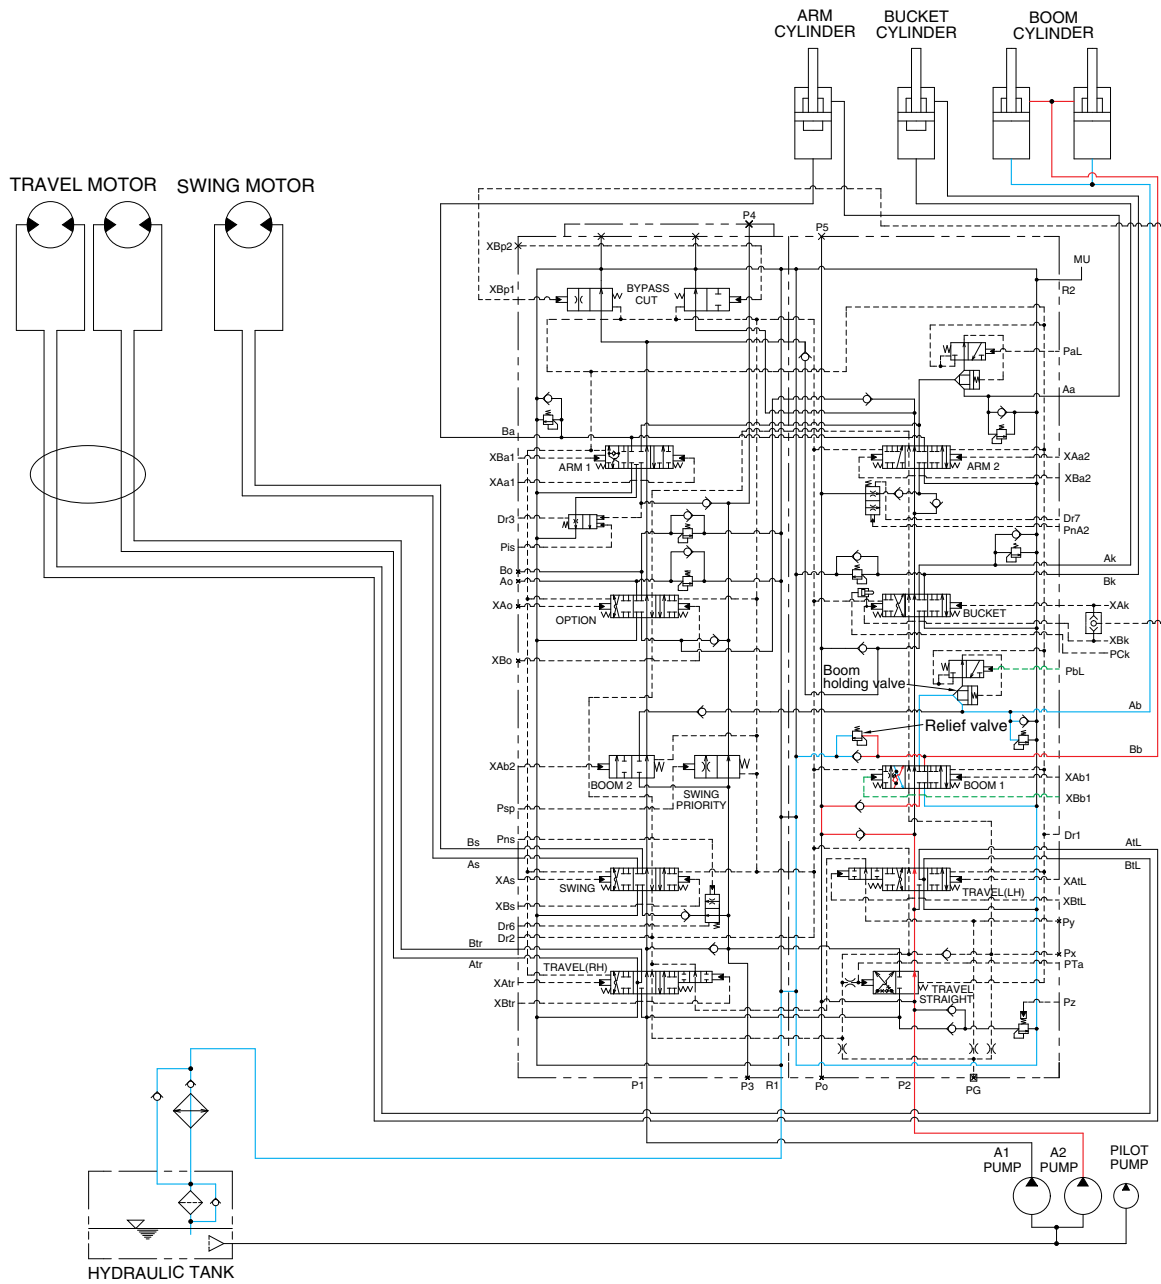 ARM
CYLINDER
BUCKET
CYLINDER
BOOM
CYLINDER
TRAVEL MOTOR
SWING MOTOR
P4
P5
XBp2
MU
XBp1
BYPASS
CUT
R2
PaL
Aa
Ba
XBa1
ARM 1
ARM 2
XAa2
XAa1
XBa2
Dr3
Dr7
PnA2
Pis
Ak
Bo
Ao
Bk
XAo
OPTION
BUCKET
XAk
XBk
XBo
PCk
Boom
holding valve
PbL
Ab
Relief valve
Bb
XAb2
BOOM 2
SWING
PRIORITY
BOOM 1
XAb1
XBb1
Psp
Pns
Dr1
Bs
AtL
As
BtL
XAs
SWING
TRAVEL(LH)
XAtL
XBs
XBtL
Dr6
Py
Dr2
Btr
Px
Atr
TRAVEL(RH)
PTa
XAtr
TRAVEL
STRAIGHT
XBtr
Pz
P1
P3
R1
Po
P2
PG
A1
PUMP
A2
PUMP
PILOT
PUMP
HYDRAULIC TANK